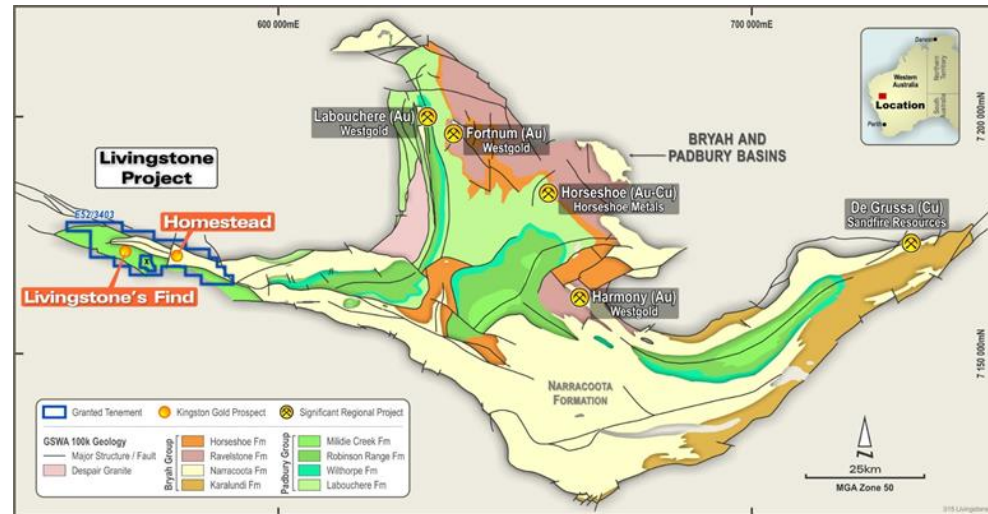 600 000mE
700 000mE
Darwin
Western
Australia
Northern
Territory
South
Australia
Location
Perth
7 200 000mN
Labouchere (Au)
Westgold
Fortnum (Au)
Westgold
BRYAH AND
PADBURY BASINS
Livingstone
Project
Horseshoe (Au-Cu)
Horseshoe Metals
De Grussa (Cu)
Sandfire Resources
E52/3403
Homestead
Livingstone's Find
Harmony (Au)
Westgold
7 150 000mN
NARRACOOTA
FORMATION
Granted Tenement
Kingston Gold Prospect
Significant Regional Project
GSWA 100k Geology
Major Structure / Fault
Despair Granite
Bryah Group
Horseshoe Fm
Ravelstone Fm
Narracoota Fm
Karalundi Fm
Padbury Group
Millidie Creek Fm
Robinson Range Fm
Wilthorpe Fm
Labouchere Fm
Z
25km
MGA Zone 50